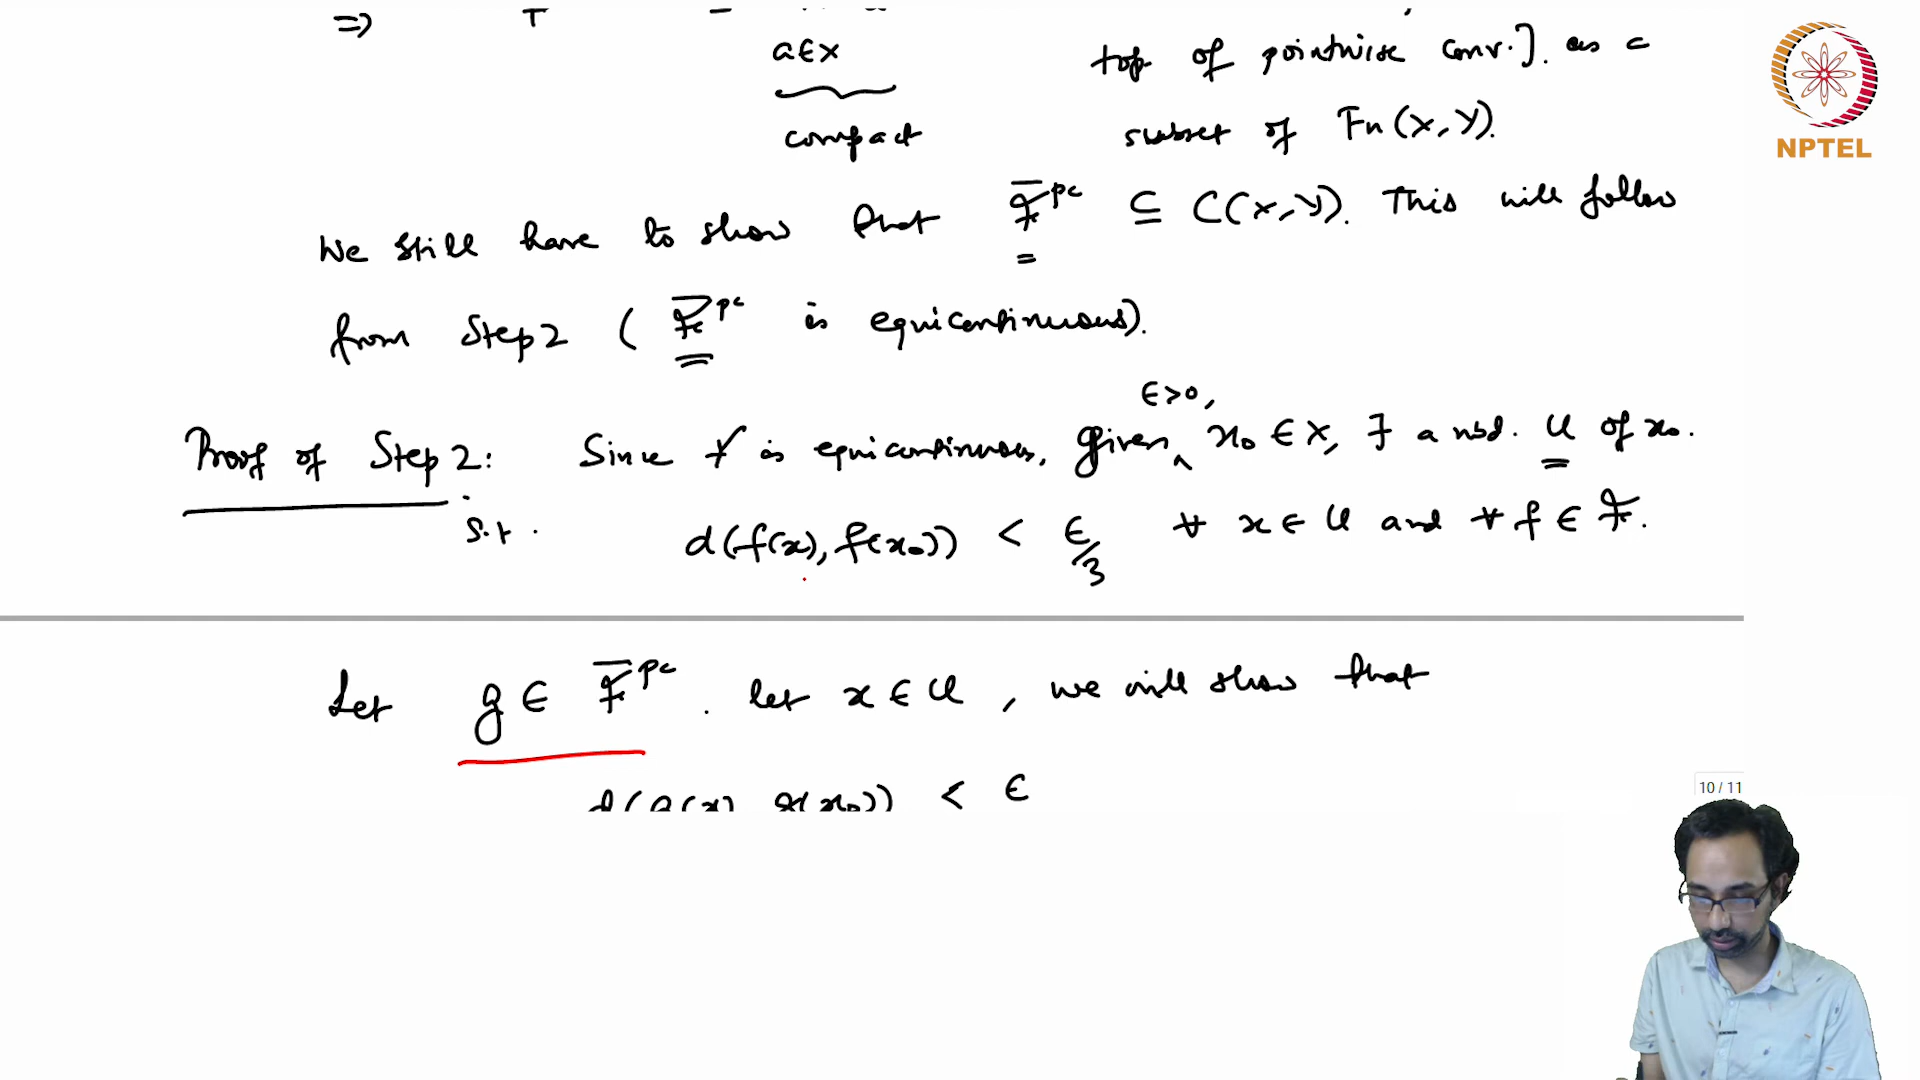 ⇒
a∈X
top of pointwise conv.]. as a
compact
subset of Fn(X, Y).
We still have to show that F̅^pc ⊆ C(X, Y). This will follow
from Step 2 ( F̅^pc is equicontinuous).
ε>0,
Proof of Step 2: Since F is equicontinuous, given ^ x₀ ∈ X, ∃ a nbd. U of x₀.
s.t. d(f(x), f(x₀)) < ε/3 ∀ x ∈ U and ∀ f ∈ F.
Let g ∈ F̅^pc. let x ∈ U, we will show that
d(g(x), g(x₀)) < ε
10 / 11
NPTEL